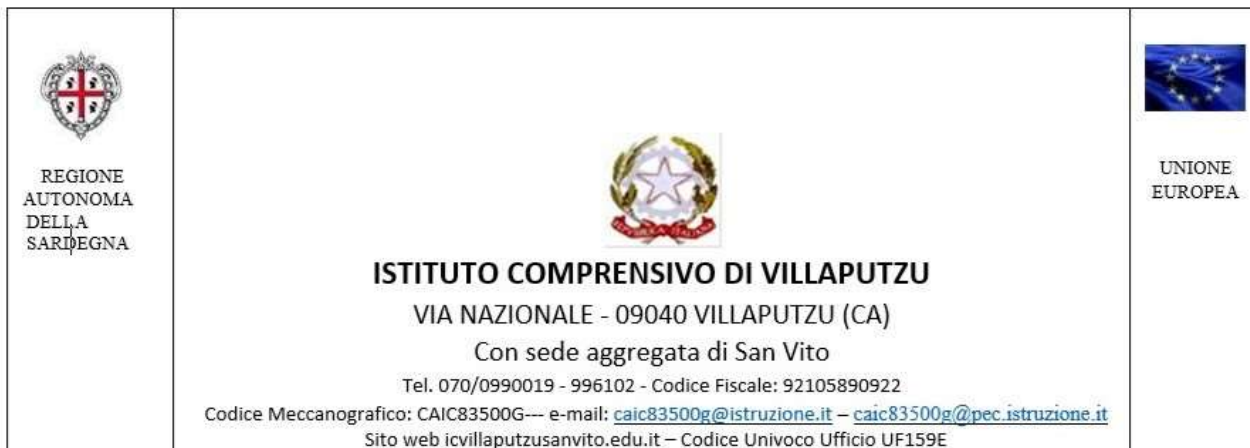 REGIONE
AUTONOMA
DELLA
SARDEGNA
REPVBBLICA ITALIANA
ISTITUTO COMPRENSIVO DI VILLAPUTZU
VIA NAZIONALE - 09040 VILLAPUTZU (CA)
Con sede aggregata di San Vito
Tel. 070/0990019 - 996102 - Codice Fiscale: 92105890922
Codice Meccanografico: CAIC83500G--- e-mail: caic83500g@istruzione.it – caic83500g@pec.istruzione.it
Sito web icvillaputzusanvito.edu.it – Codice Univoco Ufficio UF159E
UNIONE
EUROPEA